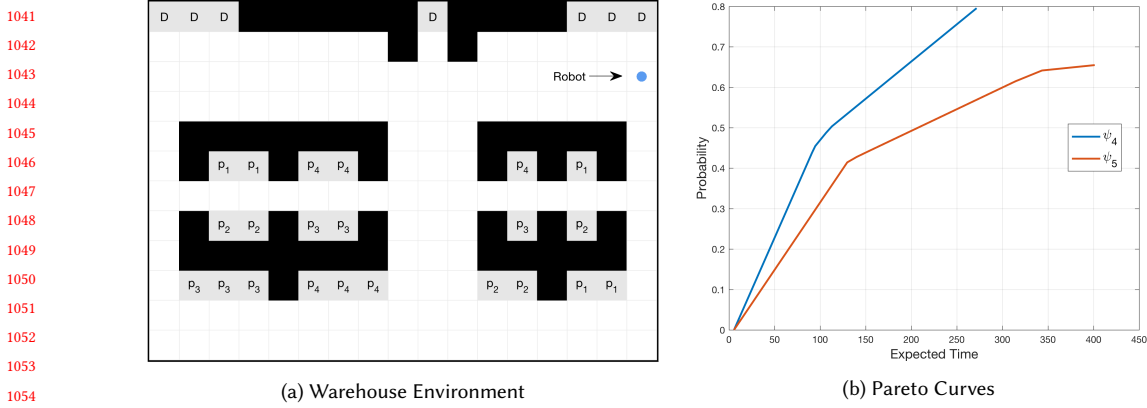 1041
1042
1043
1045
1046
1047
1048
1049
1050
1051
1052
1053
1054
D D D D D D D
Robot
p1 p1 p4 p4 p4 p1
p2 p2 p3 p3 p3 p2
p3 p3 p3 p4 p4 p4 p2 p2 p1 p1
(a) Warehouse Environment
0.8
0.7
0.6
0.5
0.4
0.3
0.2
0.1
0
Probability
ψ4
ψ5
0 50 100 150 200 250 300 350 400 450
Expected Time
(b) Pareto Curves